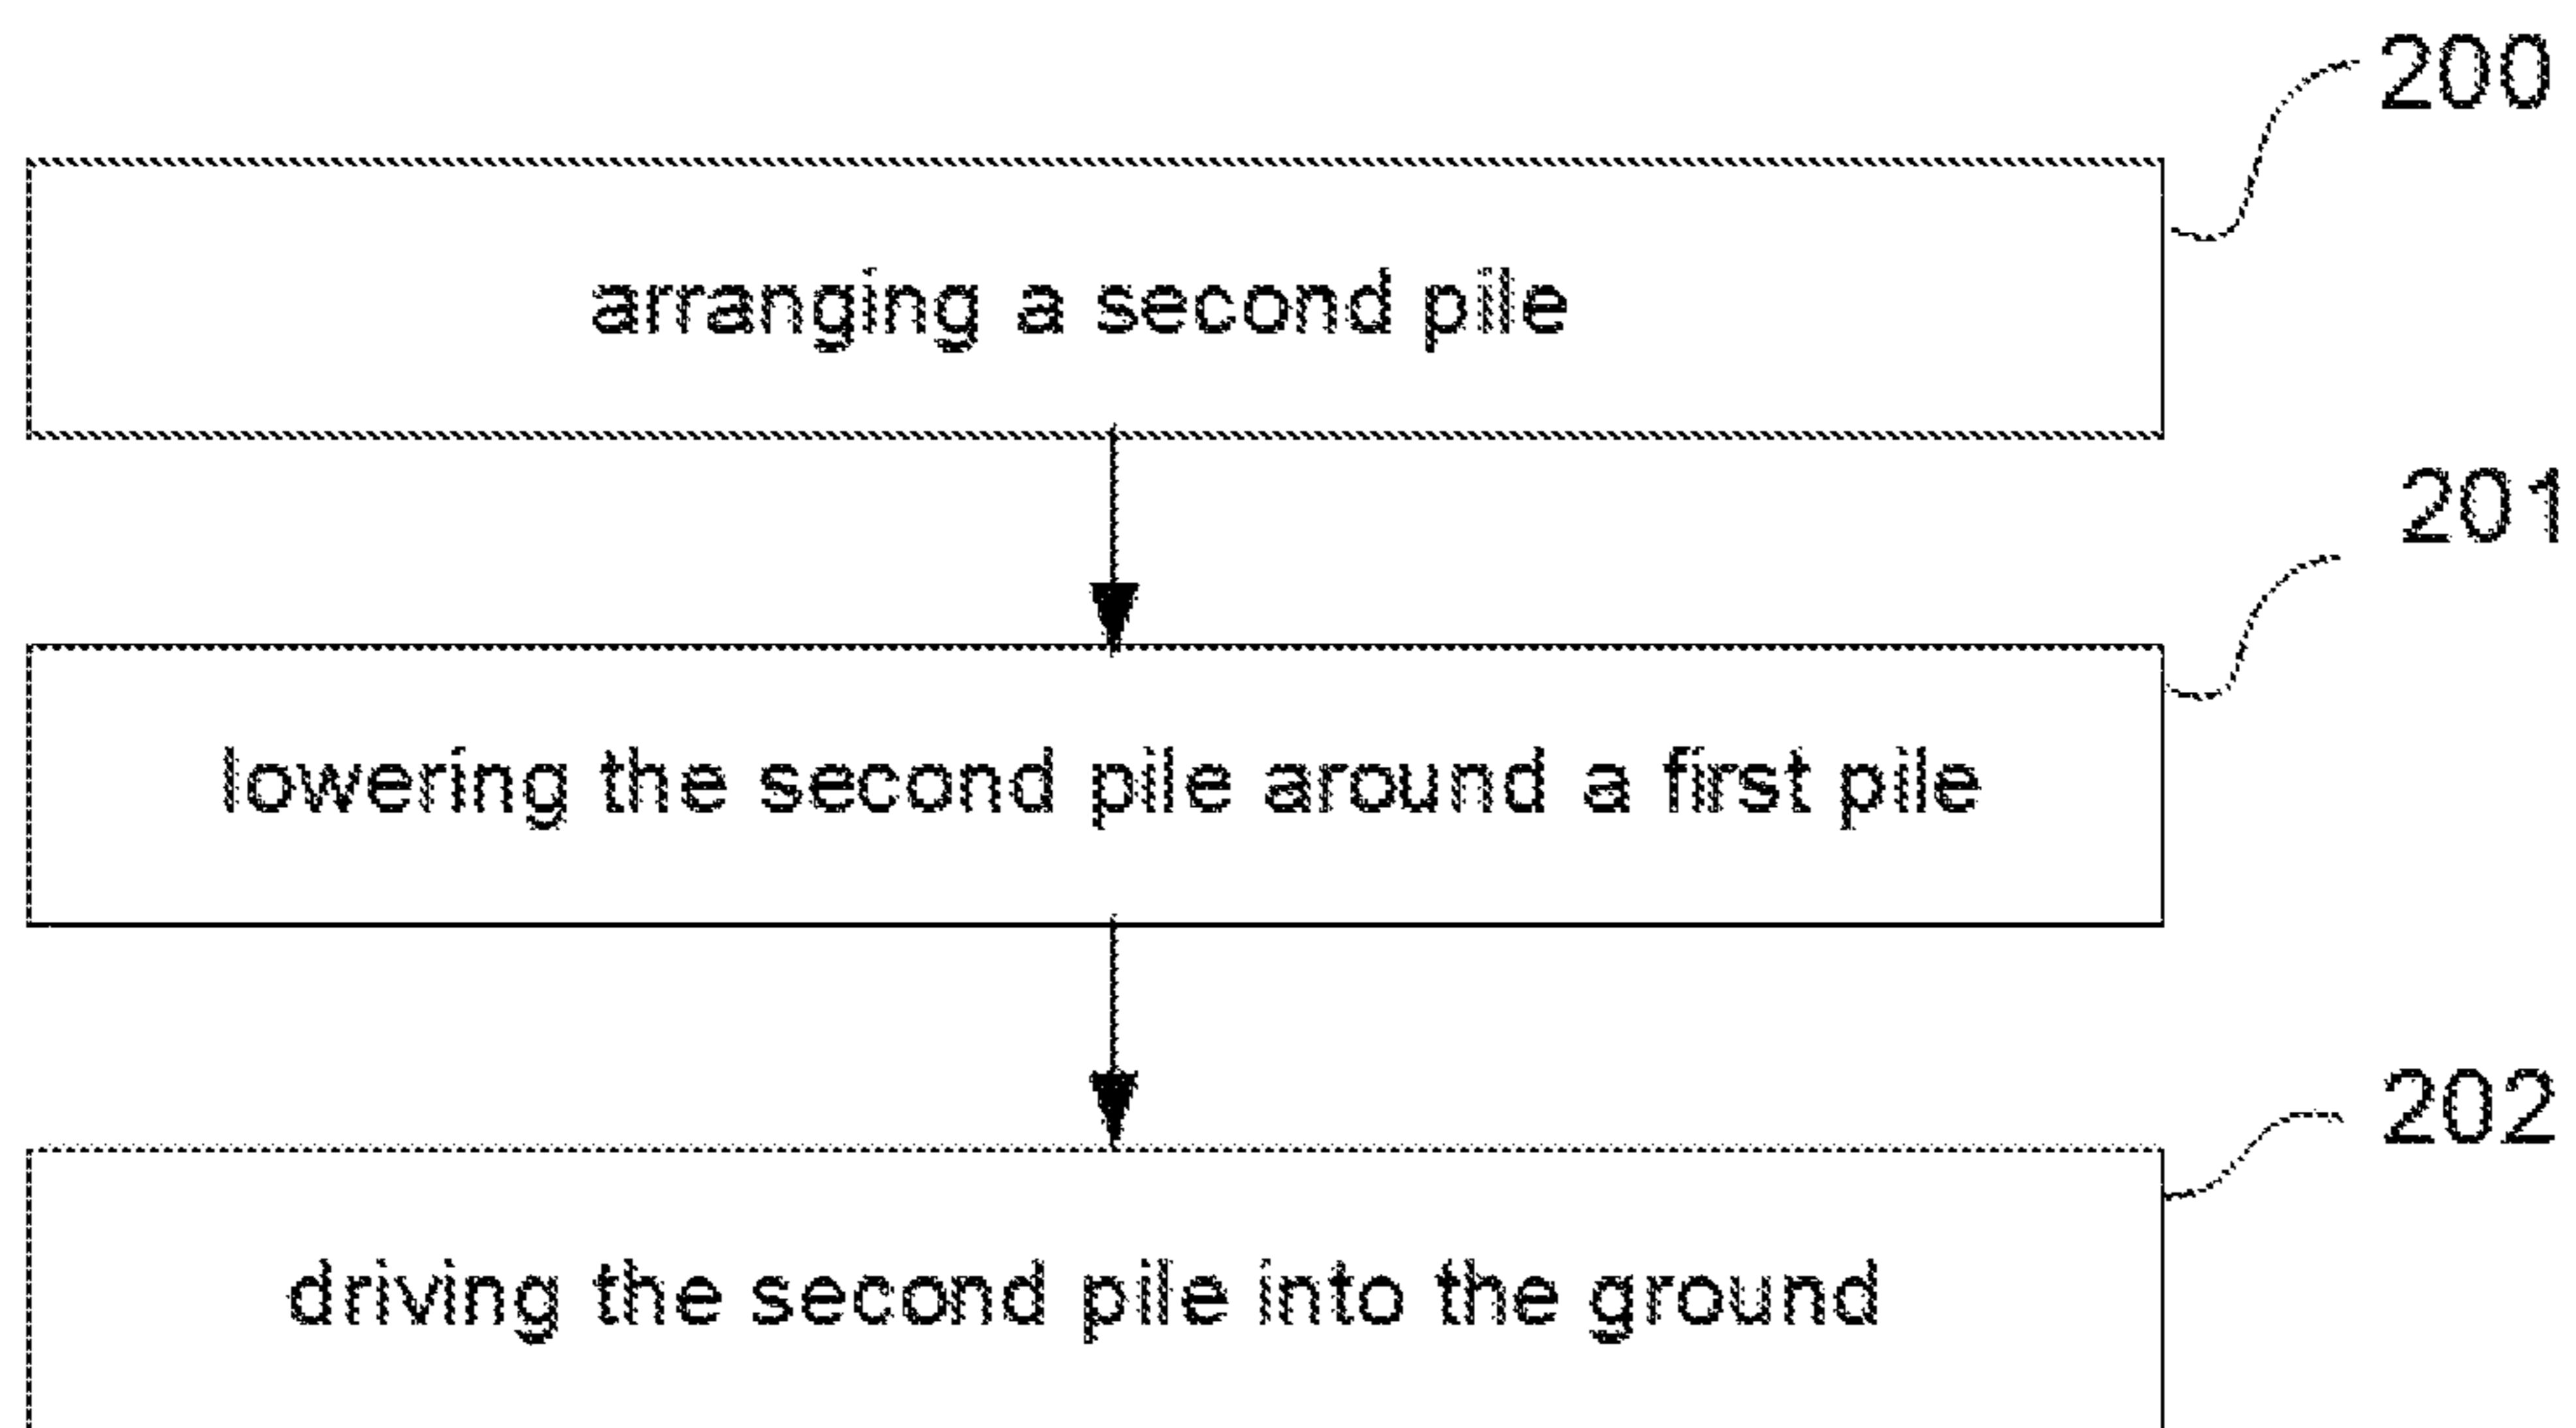 200
arranging a second pile
201
lowering the second pile around a first pile
202
driving the second pile into the ground